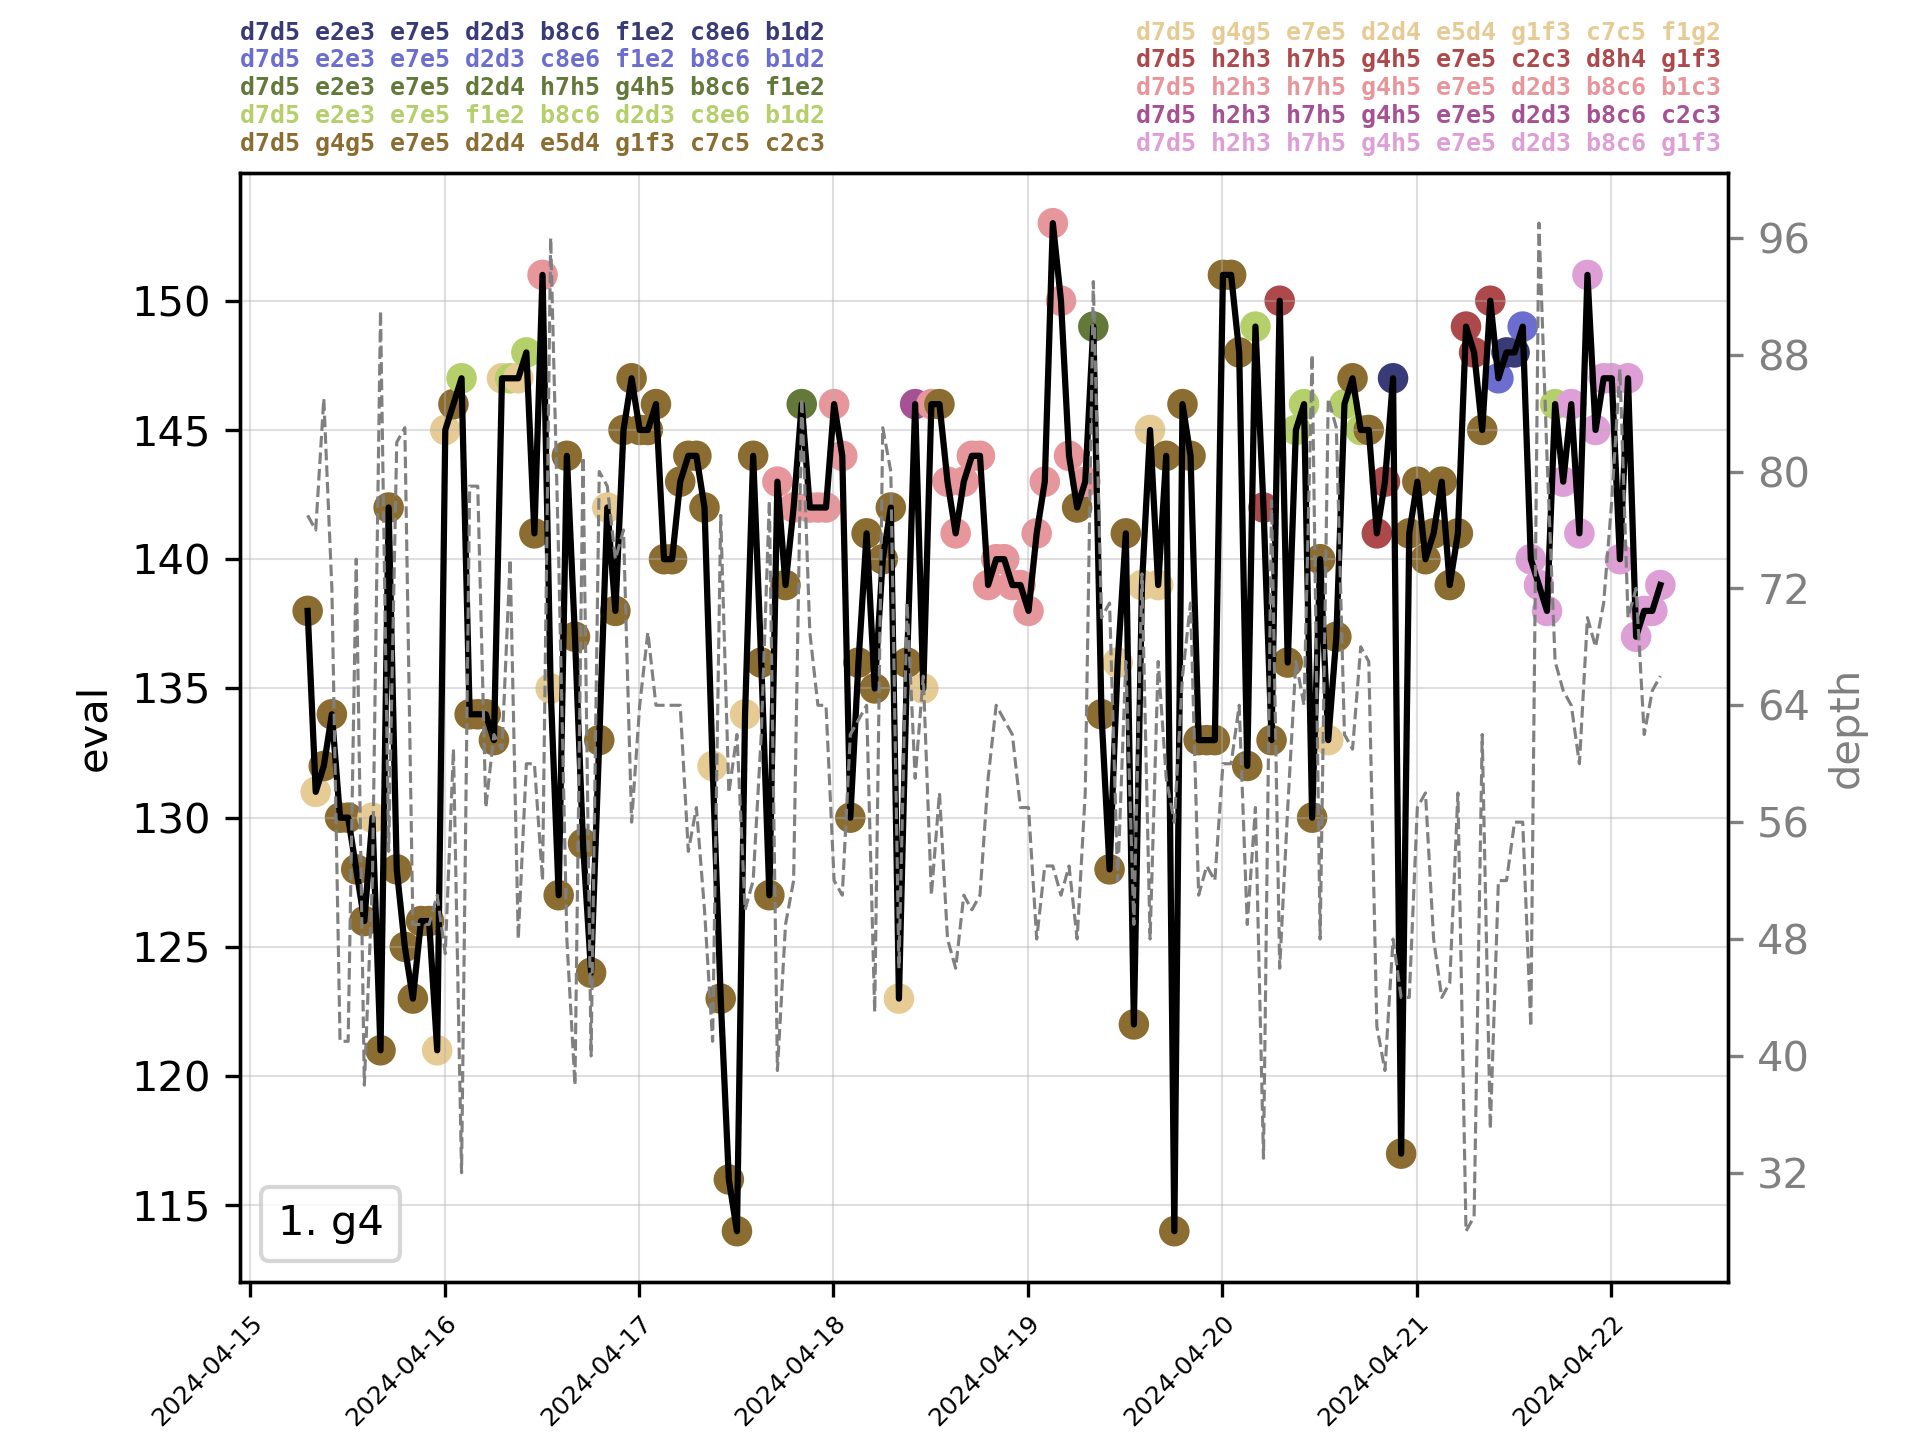 d7d5 e2e3 e7e5 d2d3 b8c6 f1e2 c8e6 b1d2
d7d5 e2e3 e7e5 d2d3 c8e6 f1e2 b8c6 b1d2
d7d5 e2e3 e7e5 d2d4 h7h5 g4h5 b8c6 f1e2
d7d5 e2e3 e7e5 f1e2 b8c6 d2d3 c8e6 b1d2
d7d5 g4g5 e7e5 d2d4 e5d4 g1f3 c7c5 c2c3
d7d5 g4g5 e7e5 d2d4 e5d4 g1f3 c7c5 f1g2
d7d5 h2h3 h7h5 g4h5 e7e5 c2c3 d8h4 g1f3
d7d5 h2h3 h7h5 g4h5 e7e5 d2d3 b8c6 b1c3
d7d5 h2h3 h7h5 g4h5 e7e5 d2d3 b8c6 c2c3
d7d5 h2h3 h7h5 g4h5 e7e5 d2d3 b8c6 g1f3
150
145
140
135
130
125
120
115
eval
96
88
80
72
64
56
48
40
32
depth
1. g4
2024-04-15
2024-04-16
2024-04-17
2024-04-18
2024-04-19
2024-04-20
2024-04-21
2024-04-22